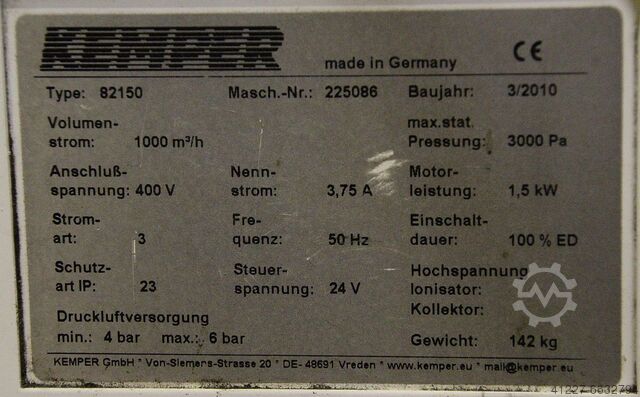 KEMPER made in Germany CE
Type: 82150 Masch.-Nr.: 225086 Baujahr: 3/2010
Volumen- max.stat.
strom: 1000 m³/h Pressung: 3000 Pa
Anschluß- Nenn- Motor-
spannung: 400 V strom: 3,75 A leistung: 1,5 kW
Strom- Fre- Einschalt-
art: 3 quenz: 50 Hz dauer: 100 % ED
Schutz- Steuer- Hochspannung
art IP: 23 spannung: 24 V Ionisator:
Kollektor:
Druckluftversorgung
min.: 4 bar max.: 6 bar Gewicht: 142 kg
KEMPER GmbH * Von-Siemens-Strasse 20 * DE- 48691 Vreden * www.kemper.eu * mail@kemper.eu